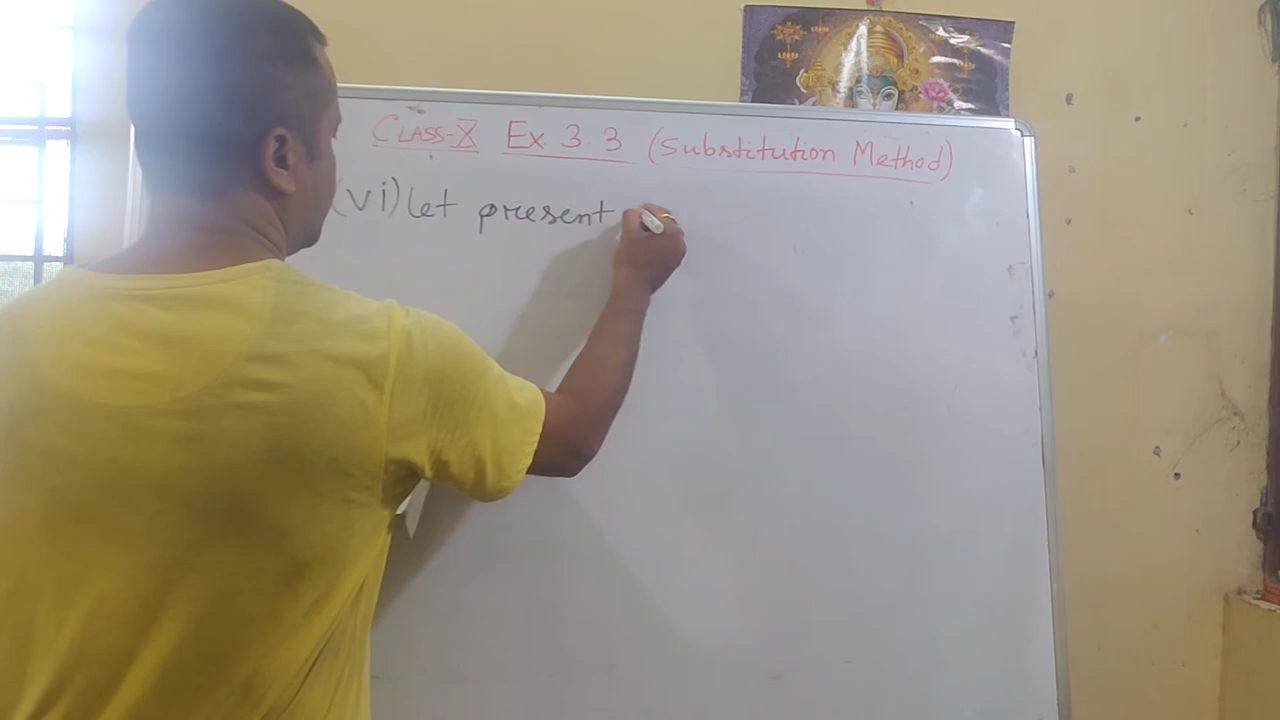 CLASS-X Ex 3.3 (Substitution Method)
(vi) let present